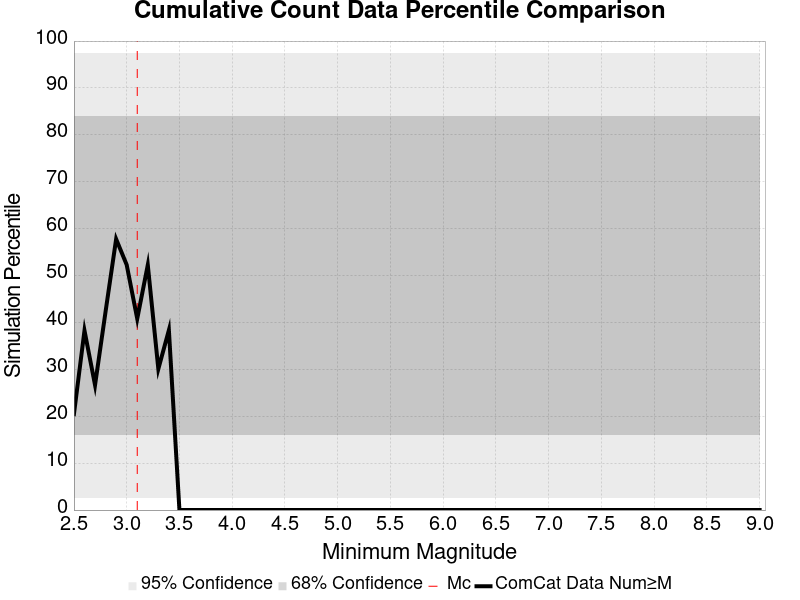 Cumulative Count Data Percentile Comparison
100
90
80
70
60
50
40
30
20
10
0
Simulation Percentile
2.5 3.0 3.5 4.0 4.5 5.0 5.5 6.0 6.5 7.0 7.5 8.0 8.5 9.0
Minimum Magnitude
95% Confidence 68% Confidence Mc ComCat Data Num≥M